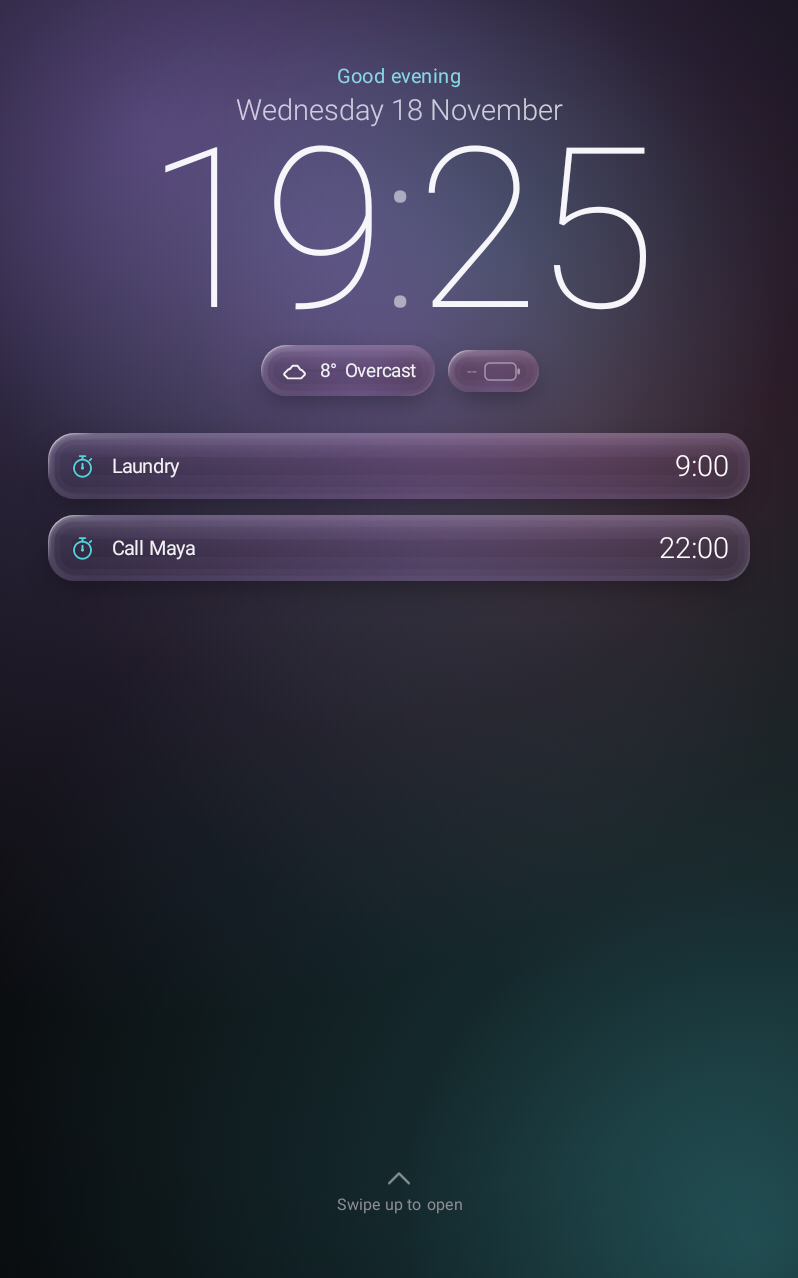 Good evening
Wednesday 18 November
19:25
8° Overcast
--
Laundry 9:00
Call Maya 22:00
Swipe up to open